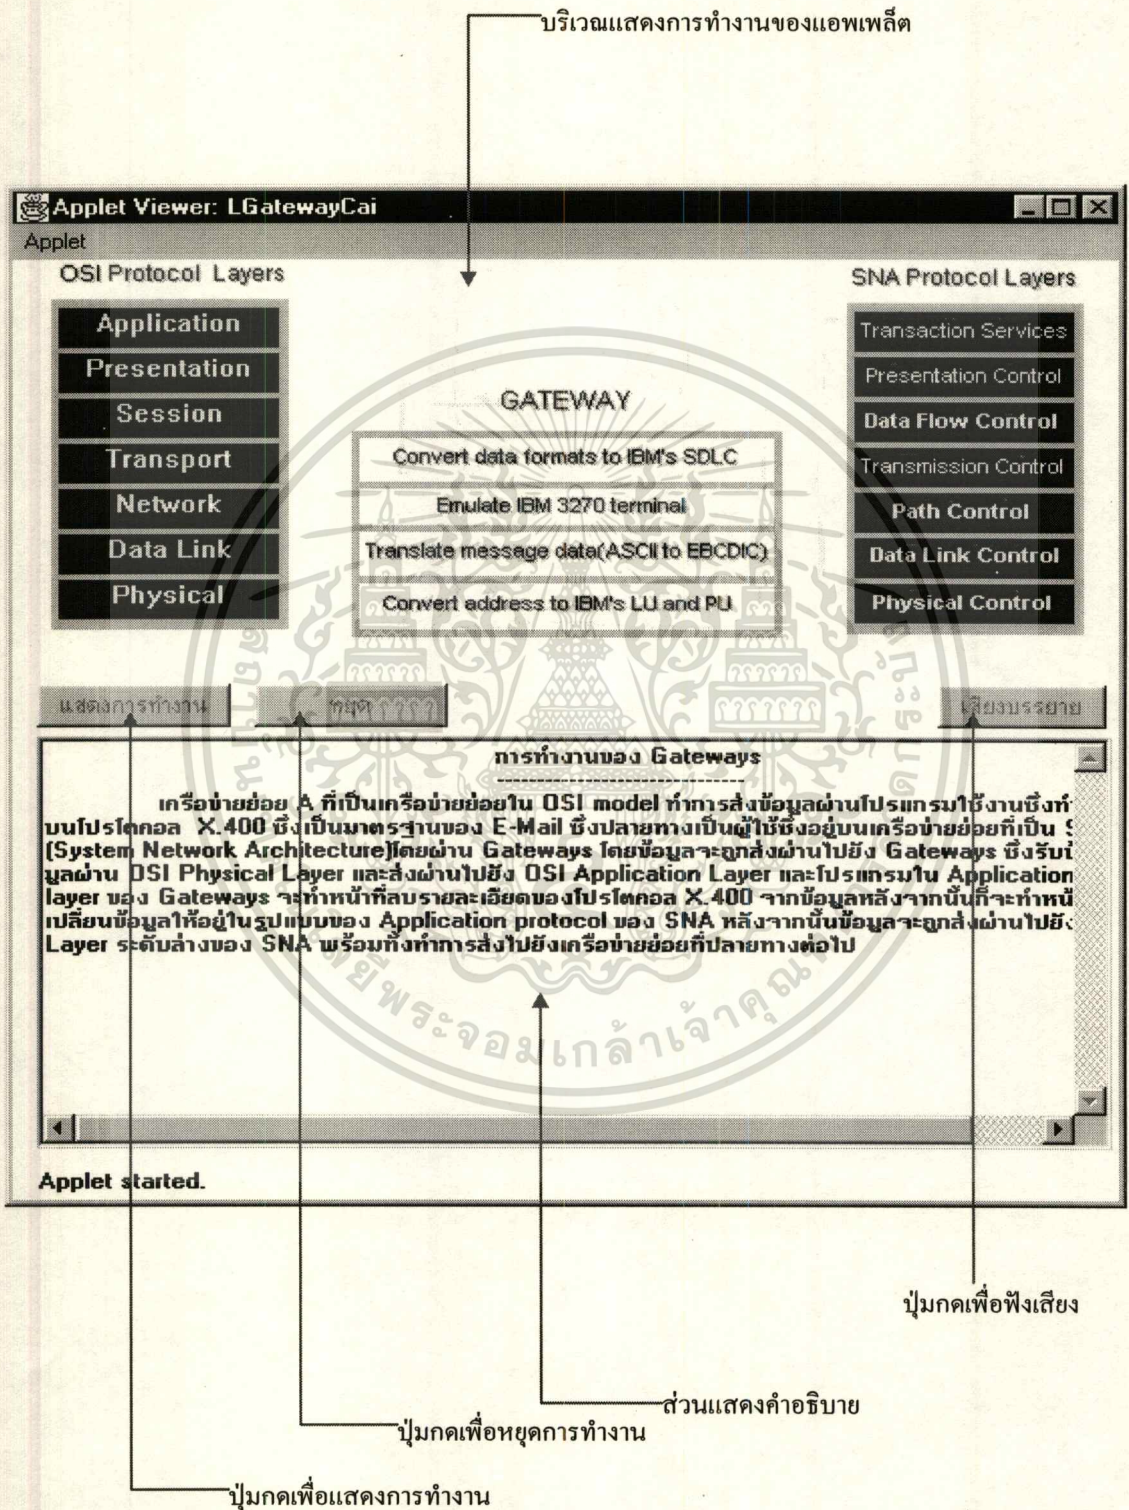 บริเวณแสดงการทำงานของแอพเพล็ต
Applet Viewer: LGatewayCai
Applet
OSI Protocol Layers
Application
Presentation
Session
Transport
Network
Data Link
Physical
GATEWAY
Convert data formats to IBM's SDLC
Emulate IBM 3270 terminal
Translate message data(ASCII to EBCDIC)
Convert address to IBM's LU and PU
SNA Protocol Layers
Transaction Services
Presentation Control
Data Flow Control
Transmission Control
Path Control
Data Link Control
Physical Control
แสดงการทำงาน
หยุด
เสียงบรรยาย
การทำงานของ Gateways
------------------------
เครือข่ายย่อย A ที่เป็นเครือข่ายย่อยใน OSI model ทำการส่งข้อมูลผ่านโปรแกรมใช้งานซึ่งทำ
บนโปรโตคอล X.400 ซึ่งเป็นมาตรฐานของ E-Mail ซึ่งปลายทางเป็นผู้ใช้ซึ่งอยู่บนเครือข่ายย่อยที่เป็น S
(System Network Architecture)โดยผ่าน Gateways โดยข้อมูลจะถูกส่งผ่านไปยัง Gateways ซึ่งรับข้
มูลผ่าน OSI Physical Layer และส่งผ่านไปยัง OSI Application Layer และโปรแกรมใน Application
layer ของ Gateways จะทำหน้าที่ลบรายละเอียดของโปรโตคอล X.400 จากข้อมูลหลังจากนั้นก็จะทำหน้
เปลี่ยนข้อมูลให้อยู่ในรูปแบบของ Application protocol ของ SNA หลังจากนั้นข้อมูลจะถูกส่งผ่านไปยัง
Layer ระดับล่างของ SNA พร้อมทั้งทำการส่งไปยังเครือข่ายย่อยที่ปลายทางต่อไป
Applet started.
ปุ่มกดเพื่อฟังเสียง
ส่วนแสดงคำอธิบาย
ปุ่มกดเพื่อหยุดการทำงาน
ปุ่มกดเพื่อแสดงการทำงาน